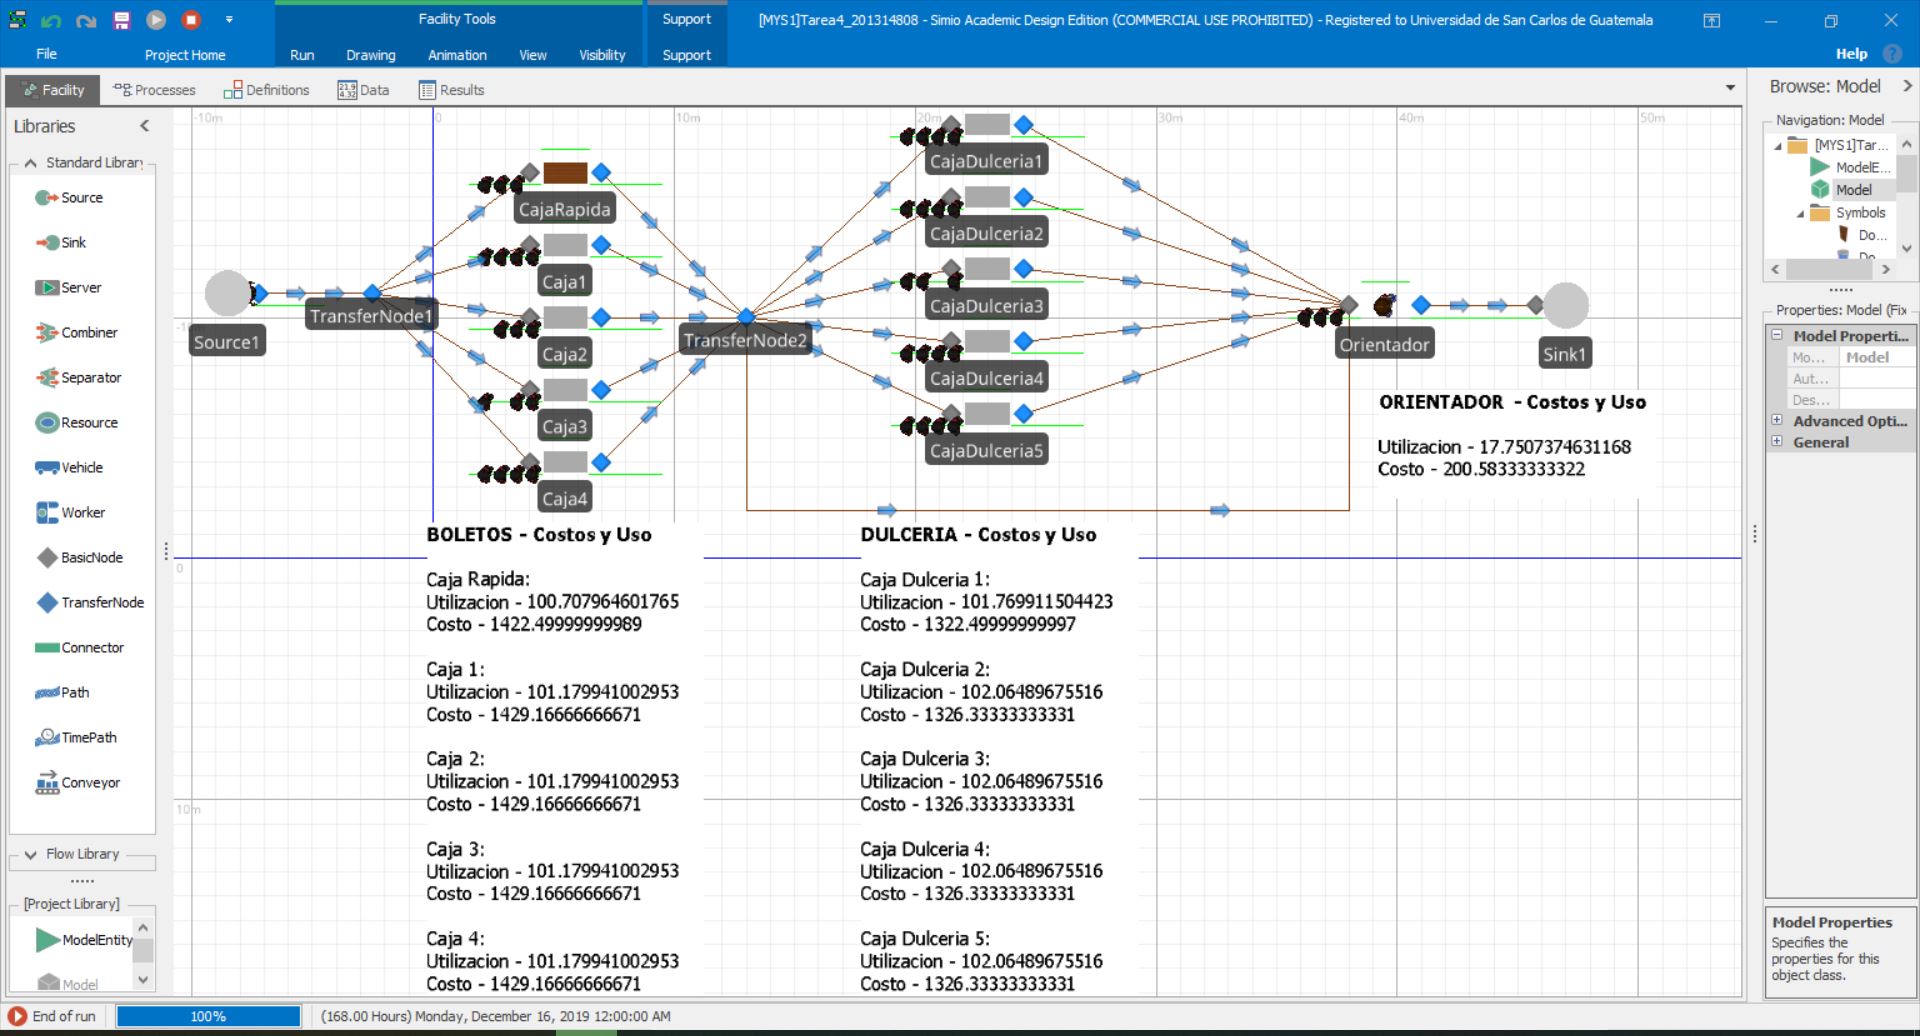 [MYS1]Tarea4_201314808 - Simio Academic Design Edition (COMMERCIAL USE PROHIBITED) - Registered to Universidad de San Carlos de Guatemala
Facility Tools
Support
File
Project Home
Run
Drawing
Animation
View
Visibility
Support
Help
Facility
Processes
Definitions
Data
Results
Libraries
Standard Library
Source
Sink
Server
Combiner
Separator
Resource
Vehicle
Worker
BasicNode
TransferNode
Connector
Path
TimePath
Conveyor
Flow Library
[Project Library]
ModelEntity
Model
-10m
0
10m
20m
30m
40m
50m
0
10m
Source1
TransferNode1
CajaRapida
Caja1
Caja2
Caja3
Caja4
TransferNode2
CajaDulceria1
CajaDulceria2
CajaDulceria3
CajaDulceria4
CajaDulceria5
Orientador
Sink1
ORIENTADOR - Costos y Uso
Utilizacion - 17.7507374631168
Costo - 200.58333333322
BOLETOS - Costos y Uso
Caja Rapida:
Utilizacion - 100.707964601765
Costo - 1422.49999999989
Caja 1:
Utilizacion - 101.179941002953
Costo - 1429.16666666671
Caja 2:
Utilizacion - 101.179941002953
Costo - 1429.16666666671
Caja 3:
Utilizacion - 101.179941002953
Costo - 1429.16666666671
Caja 4:
Utilizacion - 101.179941002953
Costo - 1429.16666666671
DULCERIA - Costos y Uso
Caja Dulceria 1:
Utilizacion - 101.769911504423
Costo - 1322.49999999997
Caja Dulceria 2:
Utilizacion - 102.06489675516
Costo - 1326.33333333331
Caja Dulceria 3:
Utilizacion - 102.06489675516
Costo - 1326.33333333331
Caja Dulceria 4:
Utilizacion - 102.06489675516
Costo - 1326.33333333331
Caja Dulceria 5:
Utilizacion - 102.06489675516
Costo - 1326.33333333331
Browse: Model
Navigation: Model
[MYS1]Tar...
ModelE...
Model
Symbols
Do...
Do
Properties: Model (Fix
Model Properti...
Mo... Model
Aut...
Des...
Advanced Opti...
General
Model Properties
Specifies the
properties for this
object class.
End of run
100%
(168.00 Hours) Monday, December 16, 2019 12:00:00 AM